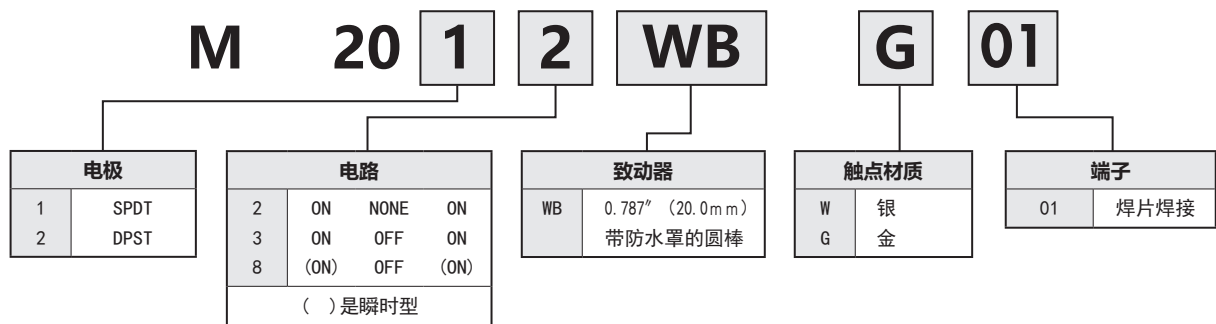 M 20 1 2 WB G 01
电极
1 SPDT
2 DPST
电路
2 ON NONE ON
3 ON OFF ON
8 (ON) OFF (ON)
( )是瞬时型
致动器
WB 0.787″ (20.0mm)
带防水罩的圆棒
触点材质
W 银
G 金
端子
01 焊片焊接